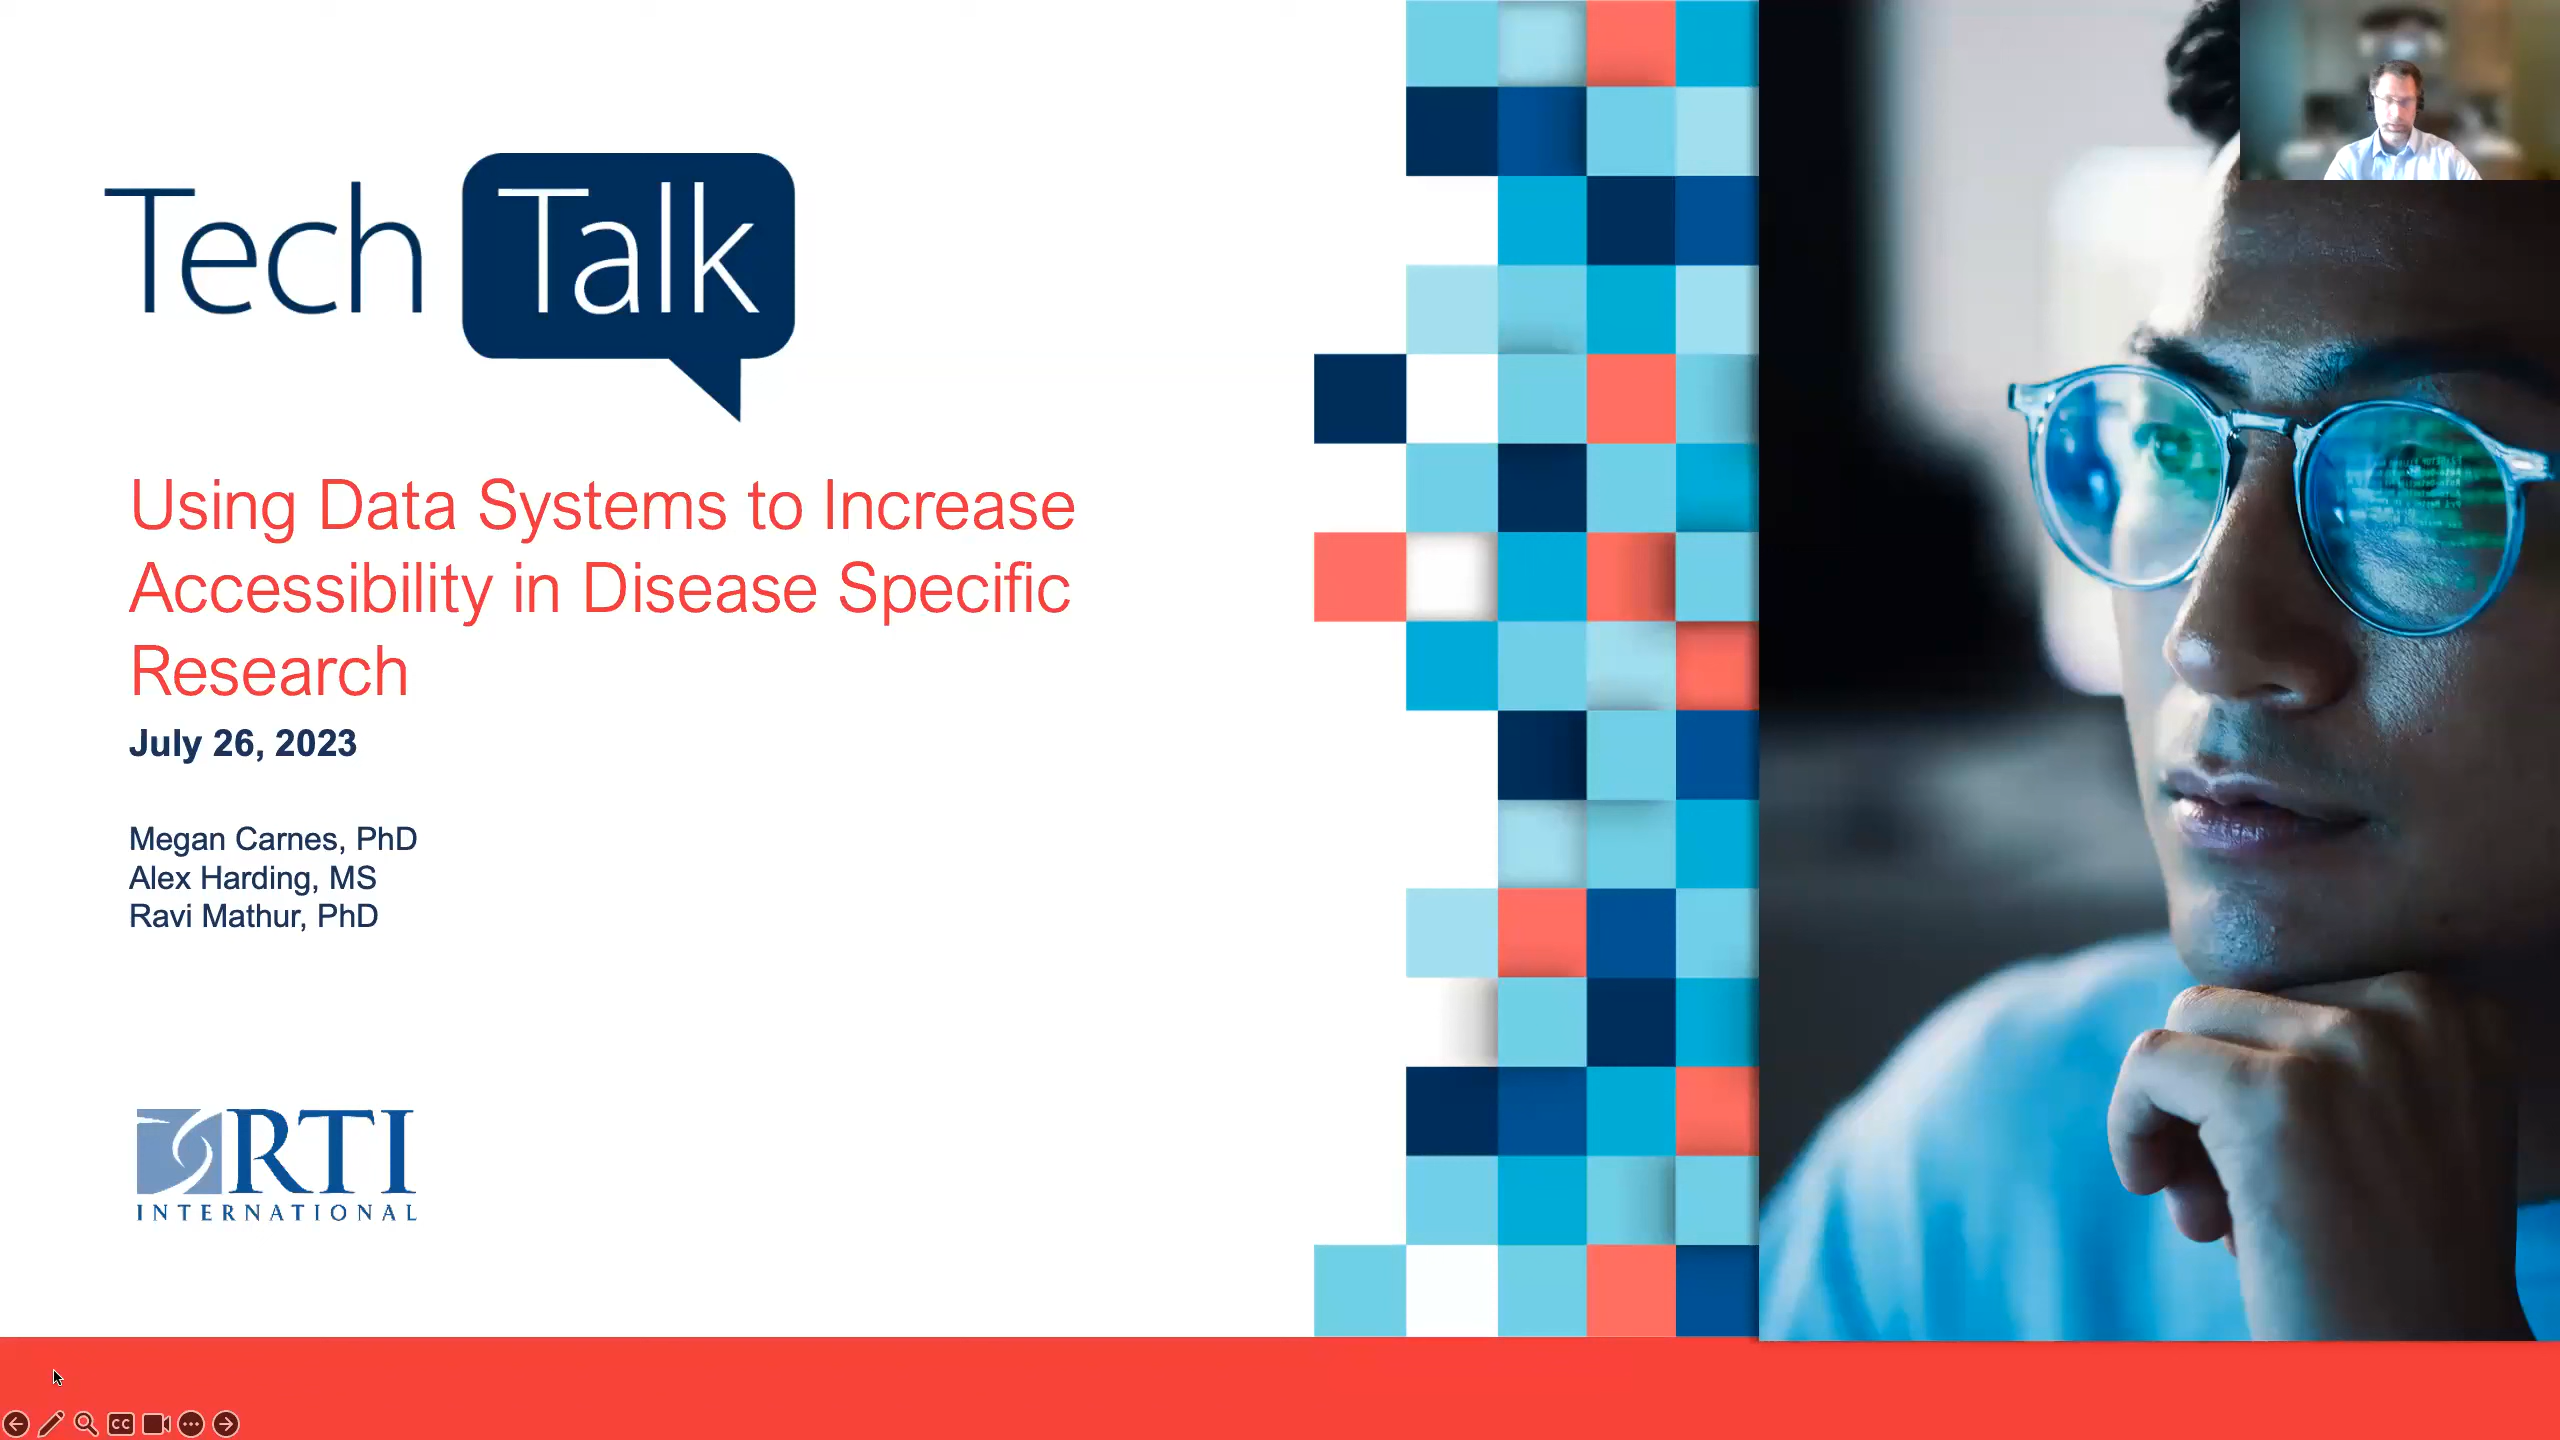 Tech Talk
Using Data Systems to Increase
Accessibility in Disease Specific
Research
July 26, 2023
Megan Carnes, PhD
Alex Harding, MS
Ravi Mathur, PhD
RTI
INTERNATIONAL
CC